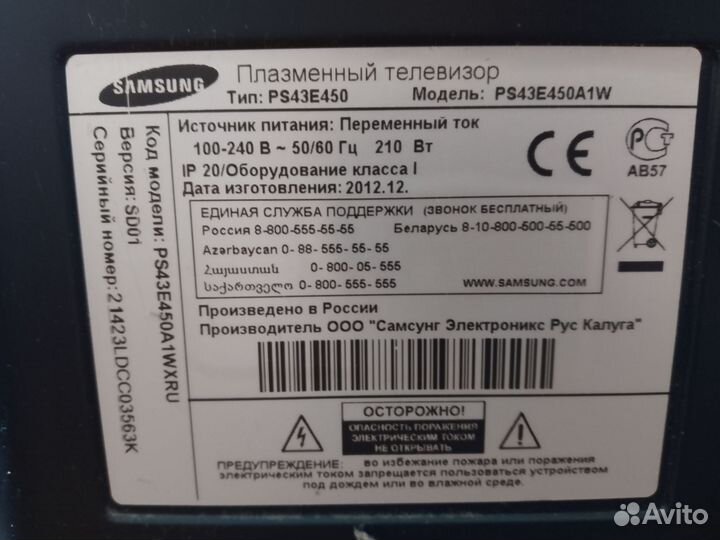 SAMSUNG
Плазменный телевизор
Тип: PS43E450 Модель: PS43E450A1W
Источник питания: Переменный ток
100-240 В ~ 50/60 Гц 210 Вт
IP 20/Оборудование класса I
Дата изготовления: 2012.12.
CE
РСТ
АВ57
ЕДИНАЯ СЛУЖБА ПОДДЕРЖКИ (ЗВОНОК БЕСПЛАТНЫЙ)
Россия 8-800-555-55-55 Беларусь 8-10-800-500-55-500
Azərbaycan 0-88-555-55-55
Հայաստան 0-800-05-555
საქართველო 0-800-555-555
WWW.SAMSUNG.COM
Произведено в России
Производитель ООО "Самсунг Электроникс Рус Калуга"
ОСТОРОЖНО!
ОПАСНОСТЬ ПОРАЖЕНИЯ
ЭЛЕКТРИЧЕСКИМ ТОКОМ
НЕ ОТКРЫВАТЬ
ПРЕДУПРЕЖДЕНИЕ: во избежание пожара или поражения
электрическим током запрещается пользоваться устройством
под дождем или во влажной среде.
Код модели: PS43E450A1WXRU
Версия: SD01
Серийный номер: 21423LDCC03563K
Avito